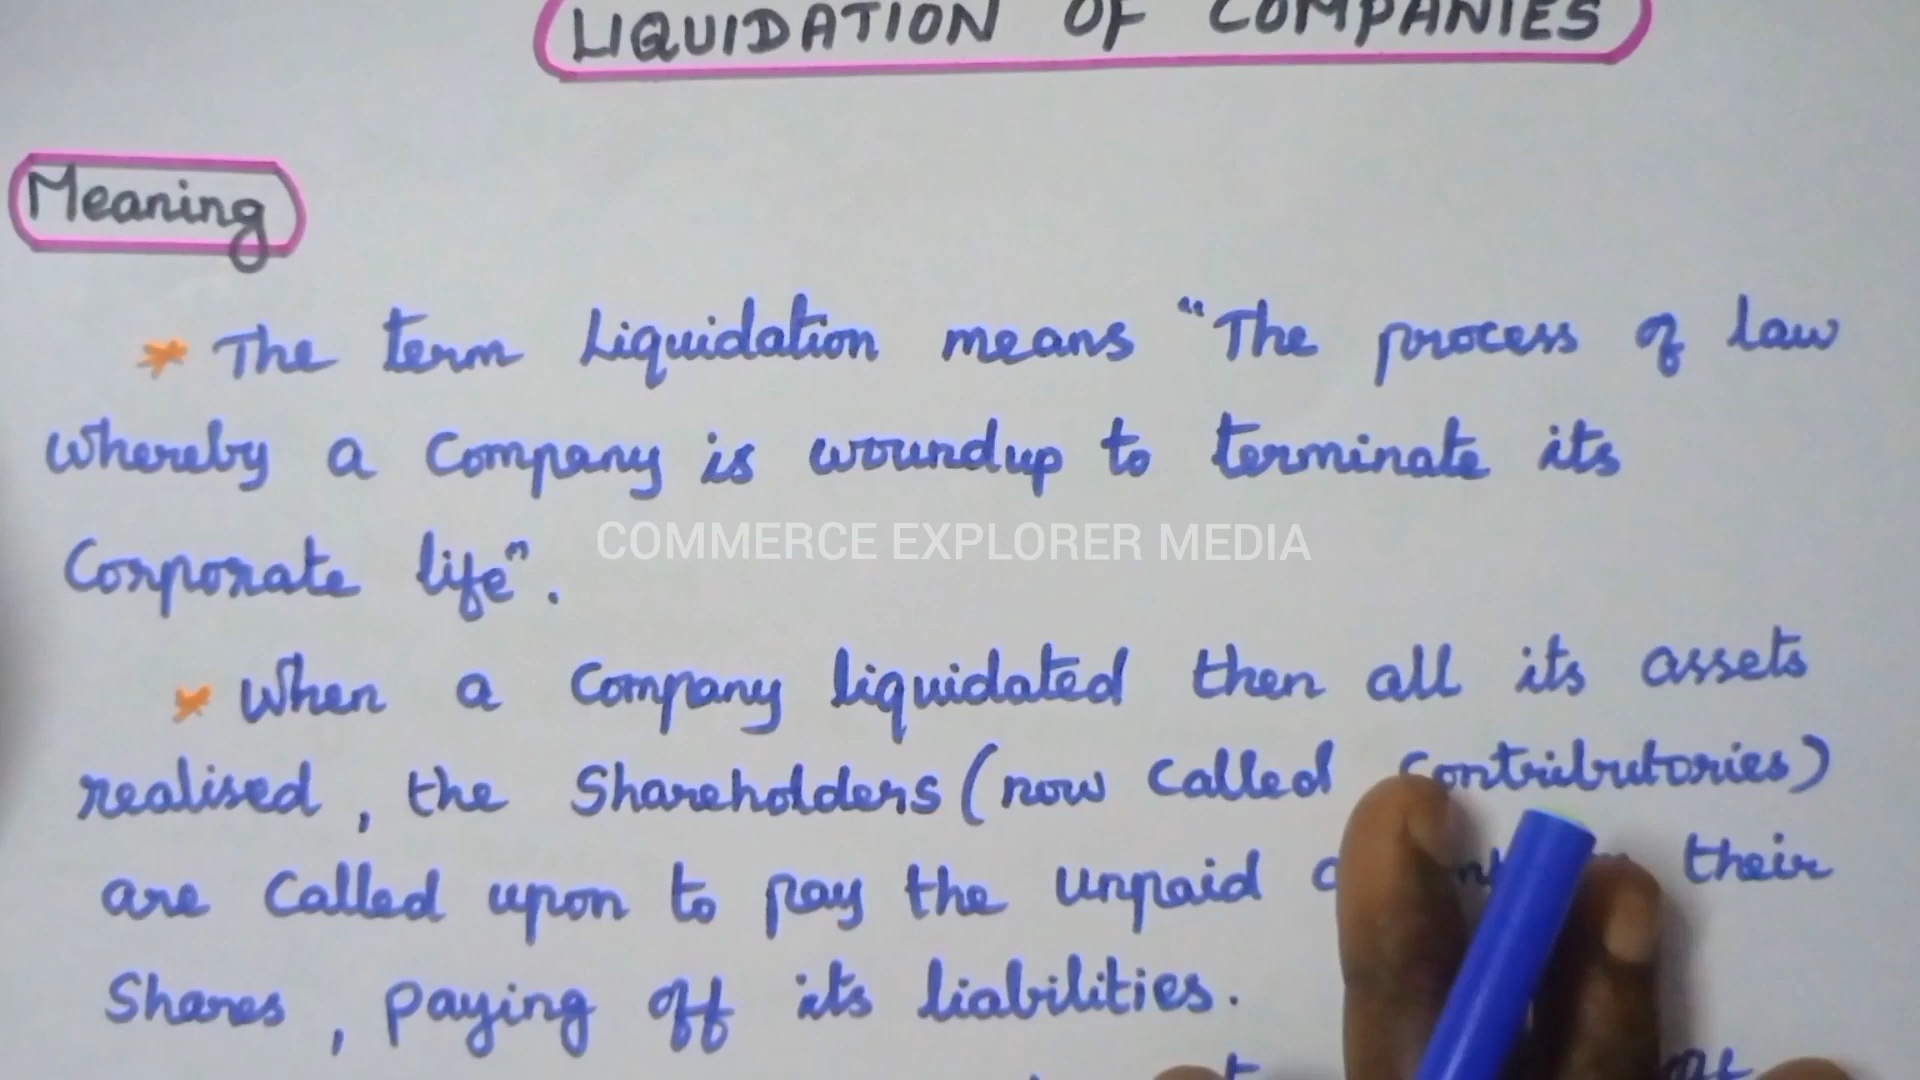 LIQUIDATION OF COMPANIES
Meaning
* The term Liquidation means "The process of law
whereby a Company is woundup to terminate its
Corporate life".
COMMERCE EXPLORER MEDIA
* When a Company liquidated then all its assets
realised, the Shareholders (now called Contributories)
are Called upon to pay the unpaid their
Shares, paying off its liabilities.